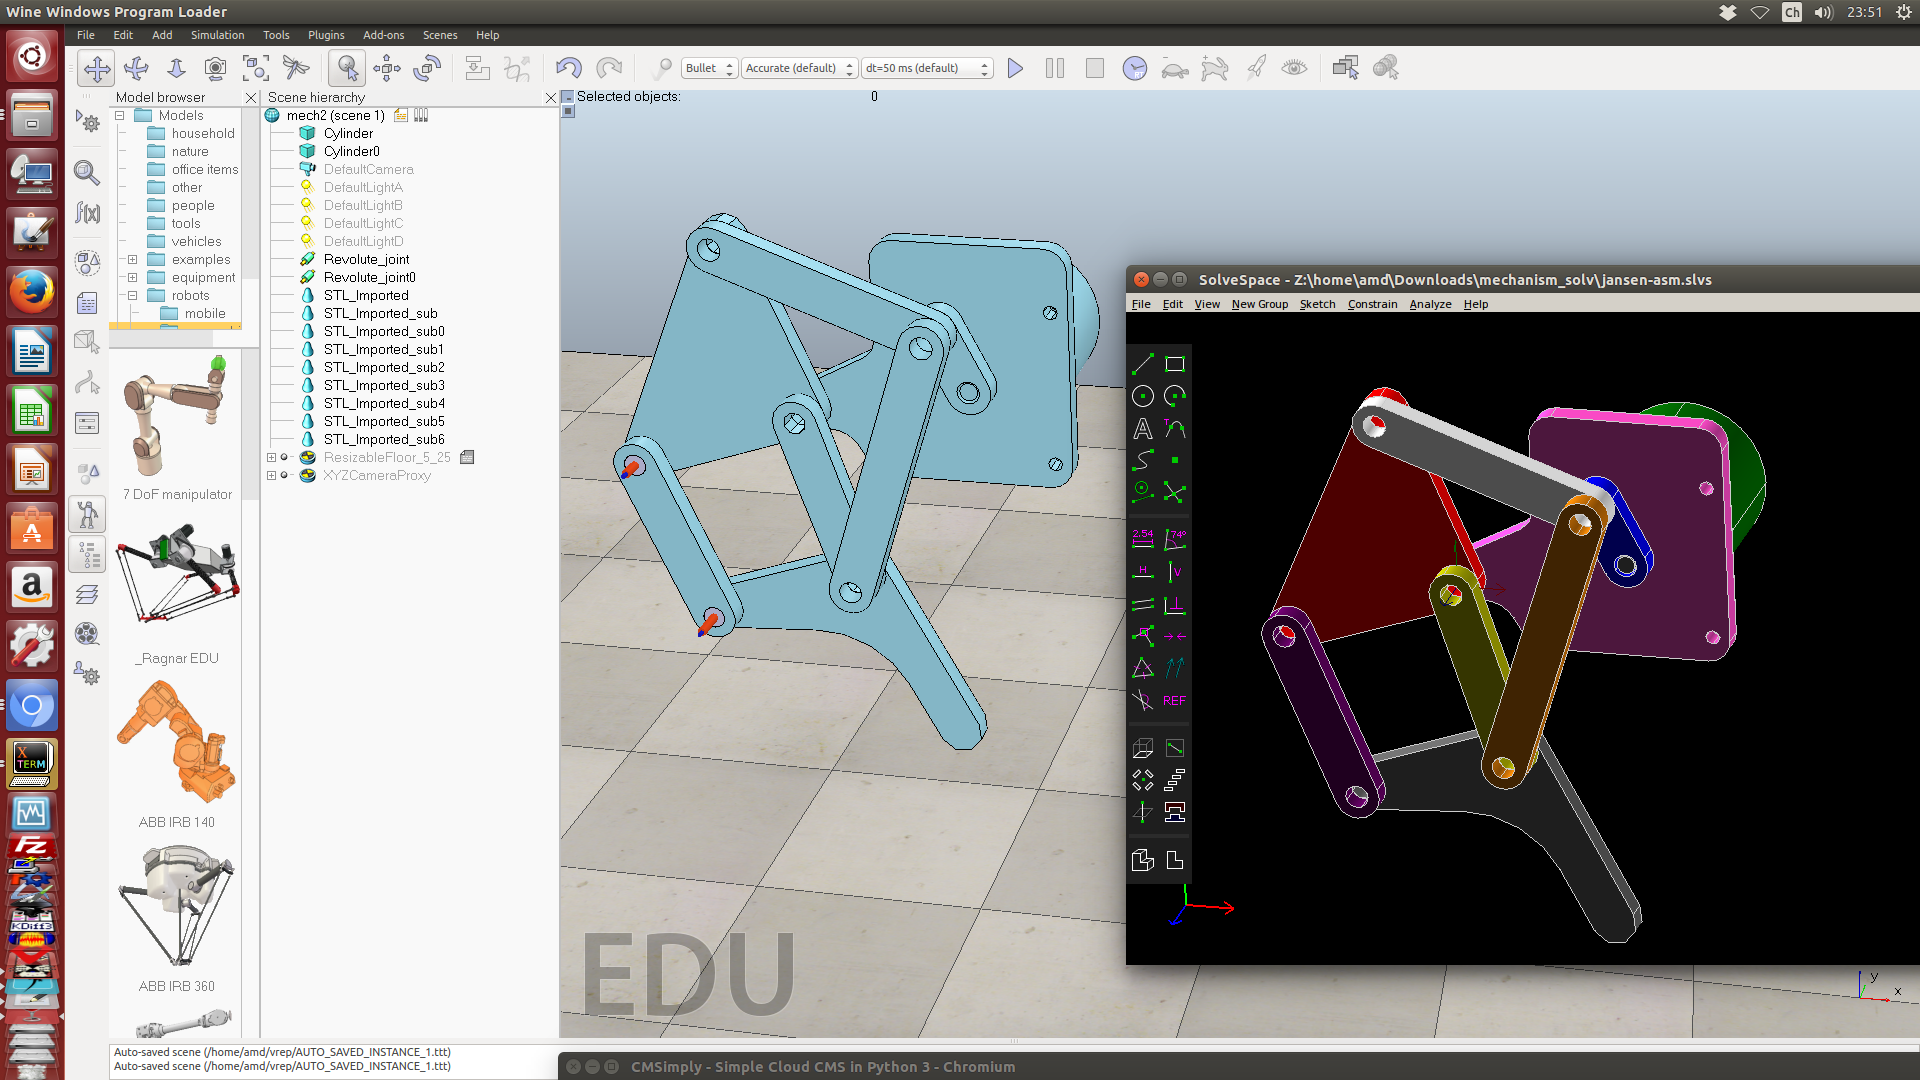 Wine Windows Program Loader
Ch
23:51
File Edit Add Simulation Tools Plugins Add-ons Scenes Help
Bullet
Accurate (default)
dt=50 ms (default)
RT
Model browser
Models
household
nature
office items
other
people
tools
vehicles
examples
equipment
robots
mobile
7 DoF manipulator
_Ragnar EDU
ABB IRB 140
ABB IRB 360
f(x)
Scene hierarchy
mech2 (scene 1)
Cylinder
Cylinder0
DefaultCamera
DefaultLightA
DefaultLightB
DefaultLightC
DefaultLightD
Revolute_joint
Revolute_joint0
STL_Imported
STL_Imported_sub
STL_Imported_sub0
STL_Imported_sub1
STL_Imported_sub2
STL_Imported_sub3
STL_Imported_sub4
STL_Imported_sub5
STL_Imported_sub6
ResizableFloor_5_25
XYZCameraProxy
Selected objects: 0
EDU
SolveSpace - Z:\home\amd\Downloads\mechanism_solv\jansen-asm.slvs
File Edit View New Group Sketch Constrain Analyze Help
2.54
74°
H
V
REF
y
x
X
TERM
KDiff3
Auto-saved scene (/home/amd/vrep/AUTO_SAVED_INSTANCE_1.ttt)
Auto-saved scene (/home/amd/vrep/AUTO_SAVED_INSTANCE_1.ttt)
CMSimply - Simple Cloud CMS in Python 3 - Chromium